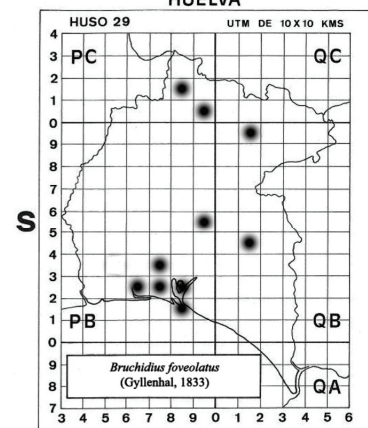 HUELVA
HUSO 29 UTM DE 10 X 10 KMS
4
3 PC QC
2
1
0
9
8
7
6
5
S
4
3
2
1 PB QB
0
9
8 QA
7
Bruchidius foveolatus
(Gyllenhal, 1833)
3 4 5 6 7 8 9 0 1 2 3 4 5 6